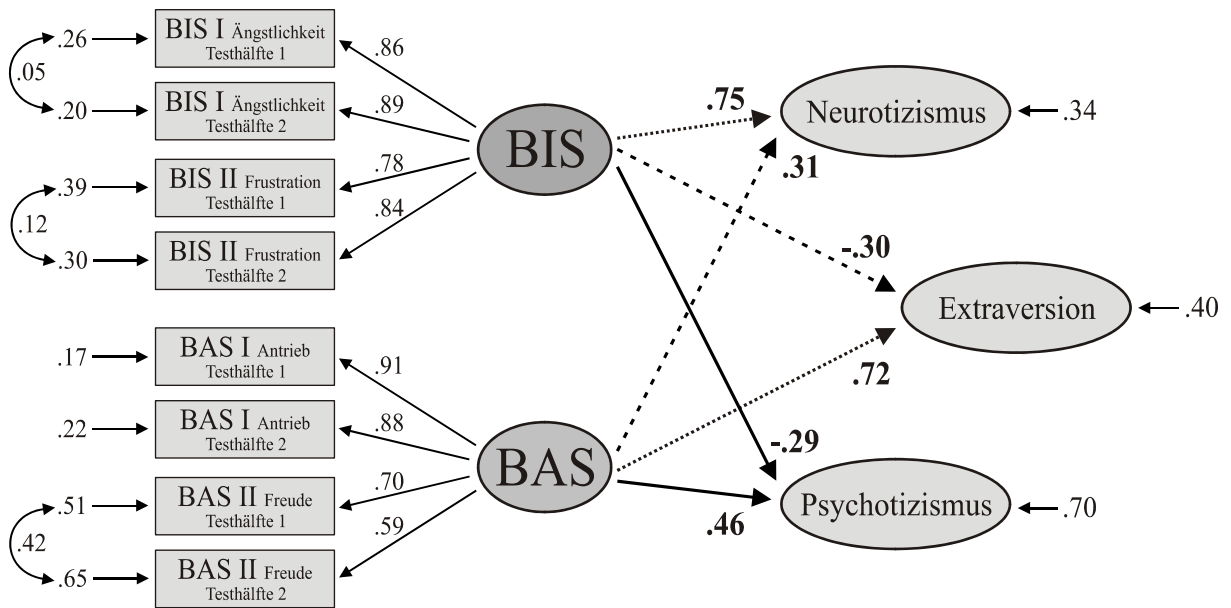 .26
BIS I Ängstlichkeit
Testhälfte 1
.86
.05
.20
BIS I Ängstlichkeit
Testhälfte 2
.89
.39
BIS II Frustration
Testhälfte 1
.78
.12
.30
BIS II Frustration
Testhälfte 2
.84
BIS
.17
BAS I Antrieb
Testhälfte 1
.91
.22
BAS I Antrieb
Testhälfte 2
.88
.51
BAS II Freude
Testhälfte 1
.70
.42
.65
BAS II Freude
Testhälfte 2
.59
BAS
.75
.31
Neurotizismus
.34
-.30
.72
Extraversion
.40
-.29
.46
Psychotizismus
.70